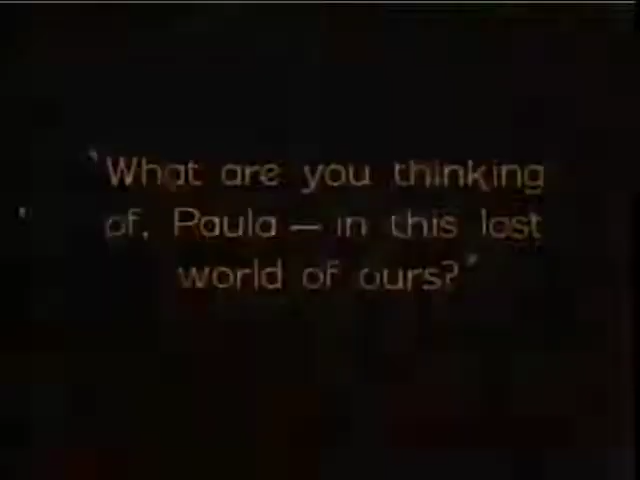 "What are you thinking
of, Paula — in this lost
world of ours?"